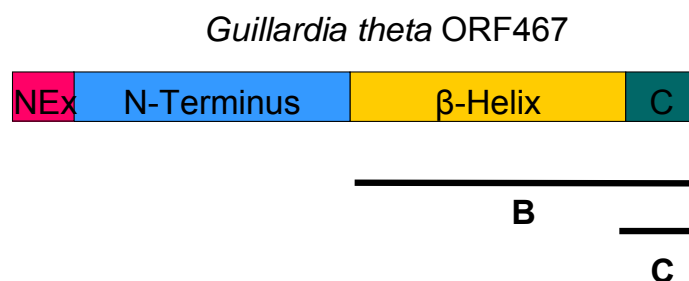 Guillardia theta ORF467
NEx N-Terminus β-Helix C
B
C